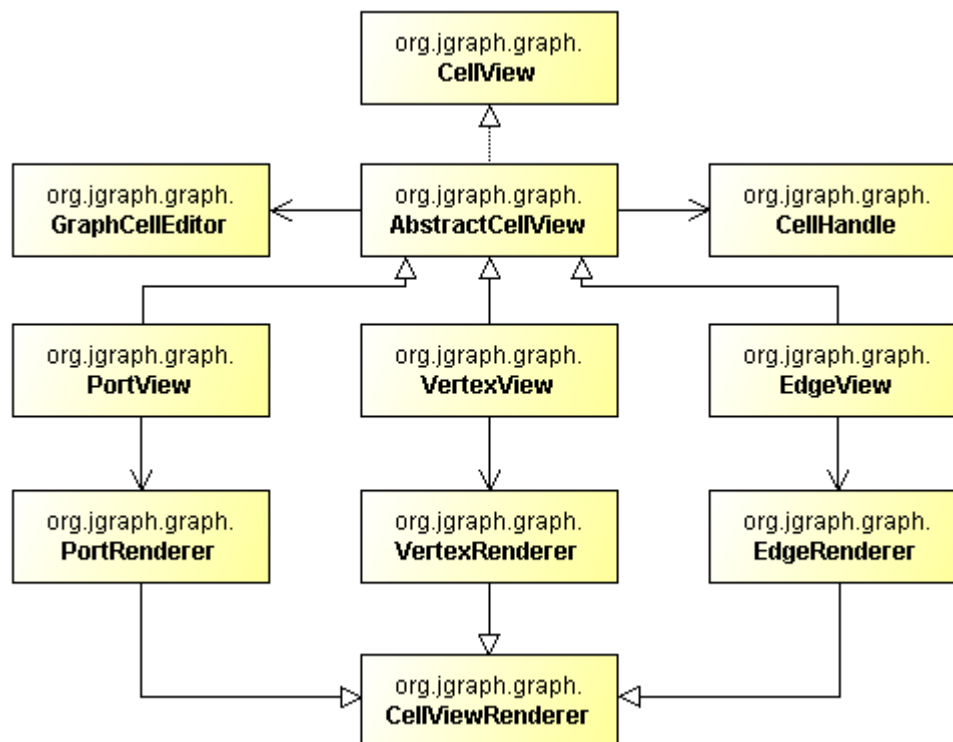 org.jgraph.graph.
CellView
org.jgraph.graph.
GraphCellEditor
org.jgraph.graph.
AbstractCellView
org.jgraph.graph.
CellHandle
org.jgraph.graph.
PortView
org.jgraph.graph.
VertexView
org.jgraph.graph.
EdgeView
org.jgraph.graph.
PortRenderer
org.jgraph.graph.
VertexRenderer
org.jgraph.graph.
EdgeRenderer
org.jgraph.graph.
CellViewRenderer